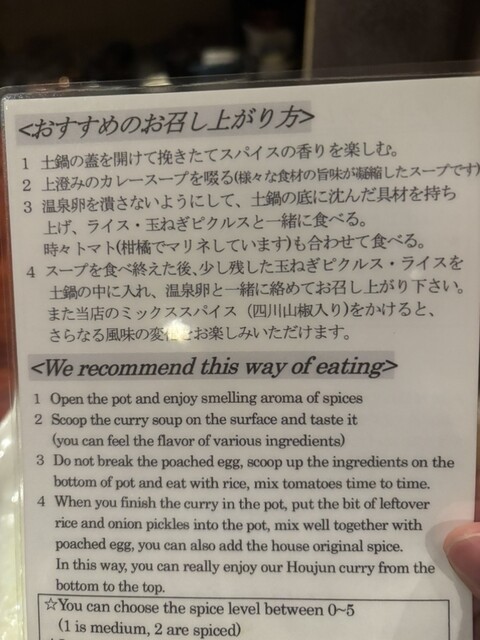 <おすすめのお召し上がり方>
1 土鍋の蓋を開けて挽きたてスパイスの香りを楽しむ。
2 上澄みのカレースープを啜る(様々な食材の旨味が凝縮したスープです)
3 温泉卵を潰さないようにして、土鍋の底に沈んだ具材を持ち
上げ、ライス・玉ねぎピクルスと一緒に食べる。
時々トマト(柑橘でマリネしています)も合わせて食べる。
4 スープを食べ終えた後、少し残した玉ねぎピクルス・ライスを
土鍋の中に入れ、温泉卵と一緒に絡めてお召し上がり下さい。
また当店のミックススパイス(四川山椒入り)をかけると、
さらなる風味の変化をお楽しみいただけます。
<We recommend this way of eating>
1 Open the pot and enjoy smelling aroma of spices
2 Scoop the curry soup on the surface and taste it
(you can feel the flavor of various ingredients)
3 Do not break the poached egg, scoop up the ingredients on the
bottom of pot and eat with rice, mix tomatoes time to time.
4 When you finish the curry in the pot, put the bit of leftover
rice and onion pickles into the pot, mix well together with
poached egg, you can also add the house original spice.
In this way, you can really enjoy our Houjun curry from the
bottom to the top.
☆You can choose the spice level between 0~5
(1 is medium, 2 are spiced)